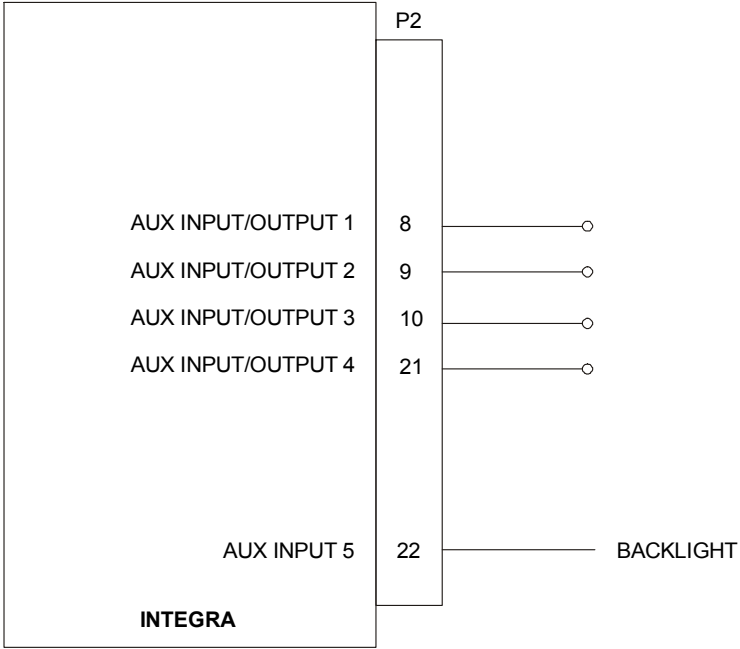 P2
AUX INPUT/OUTPUT 1 8
AUX INPUT/OUTPUT 2 9
AUX INPUT/OUTPUT 3 10
AUX INPUT/OUTPUT 4 21
AUX INPUT 5 22 BACKLIGHT
INTEGRA